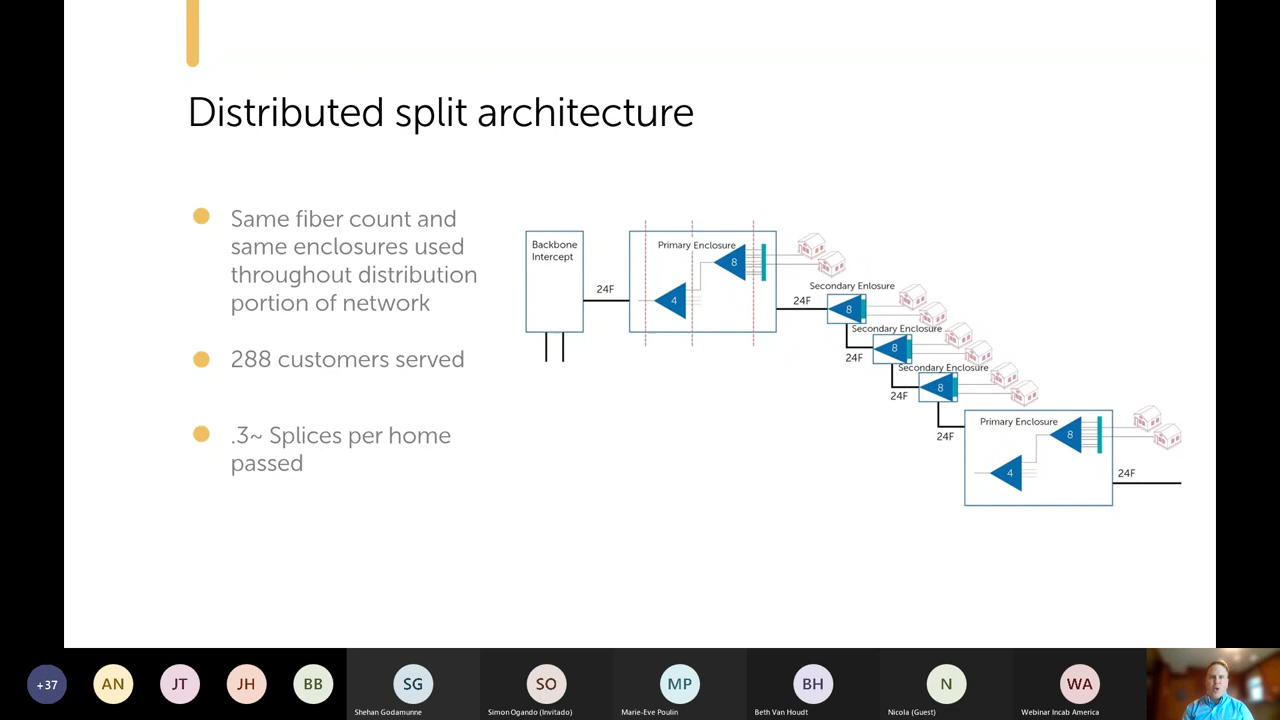 Distributed split architecture
Same fiber count and
same enclosures used
throughout distribution
portion of network
288 customers served
.3~ Splices per home
passed
Backbone
Intercept
24F
Primary Enclosure
8
4
24F
Secondary Enlosure
8
Secondary Enclosure
24F
8
Secondary Enclosure
24F
8
24F
Primary Enclosure
8
4
24F
+37
AN
JT
JH
BB
SG
Shehan Godamunne
SO
Simon Ogando (Invitado)
MP
Marie-Eve Poulin
BH
Beth Van Houdt
N
Nicola (Guest)
WA
Webinar Incab America